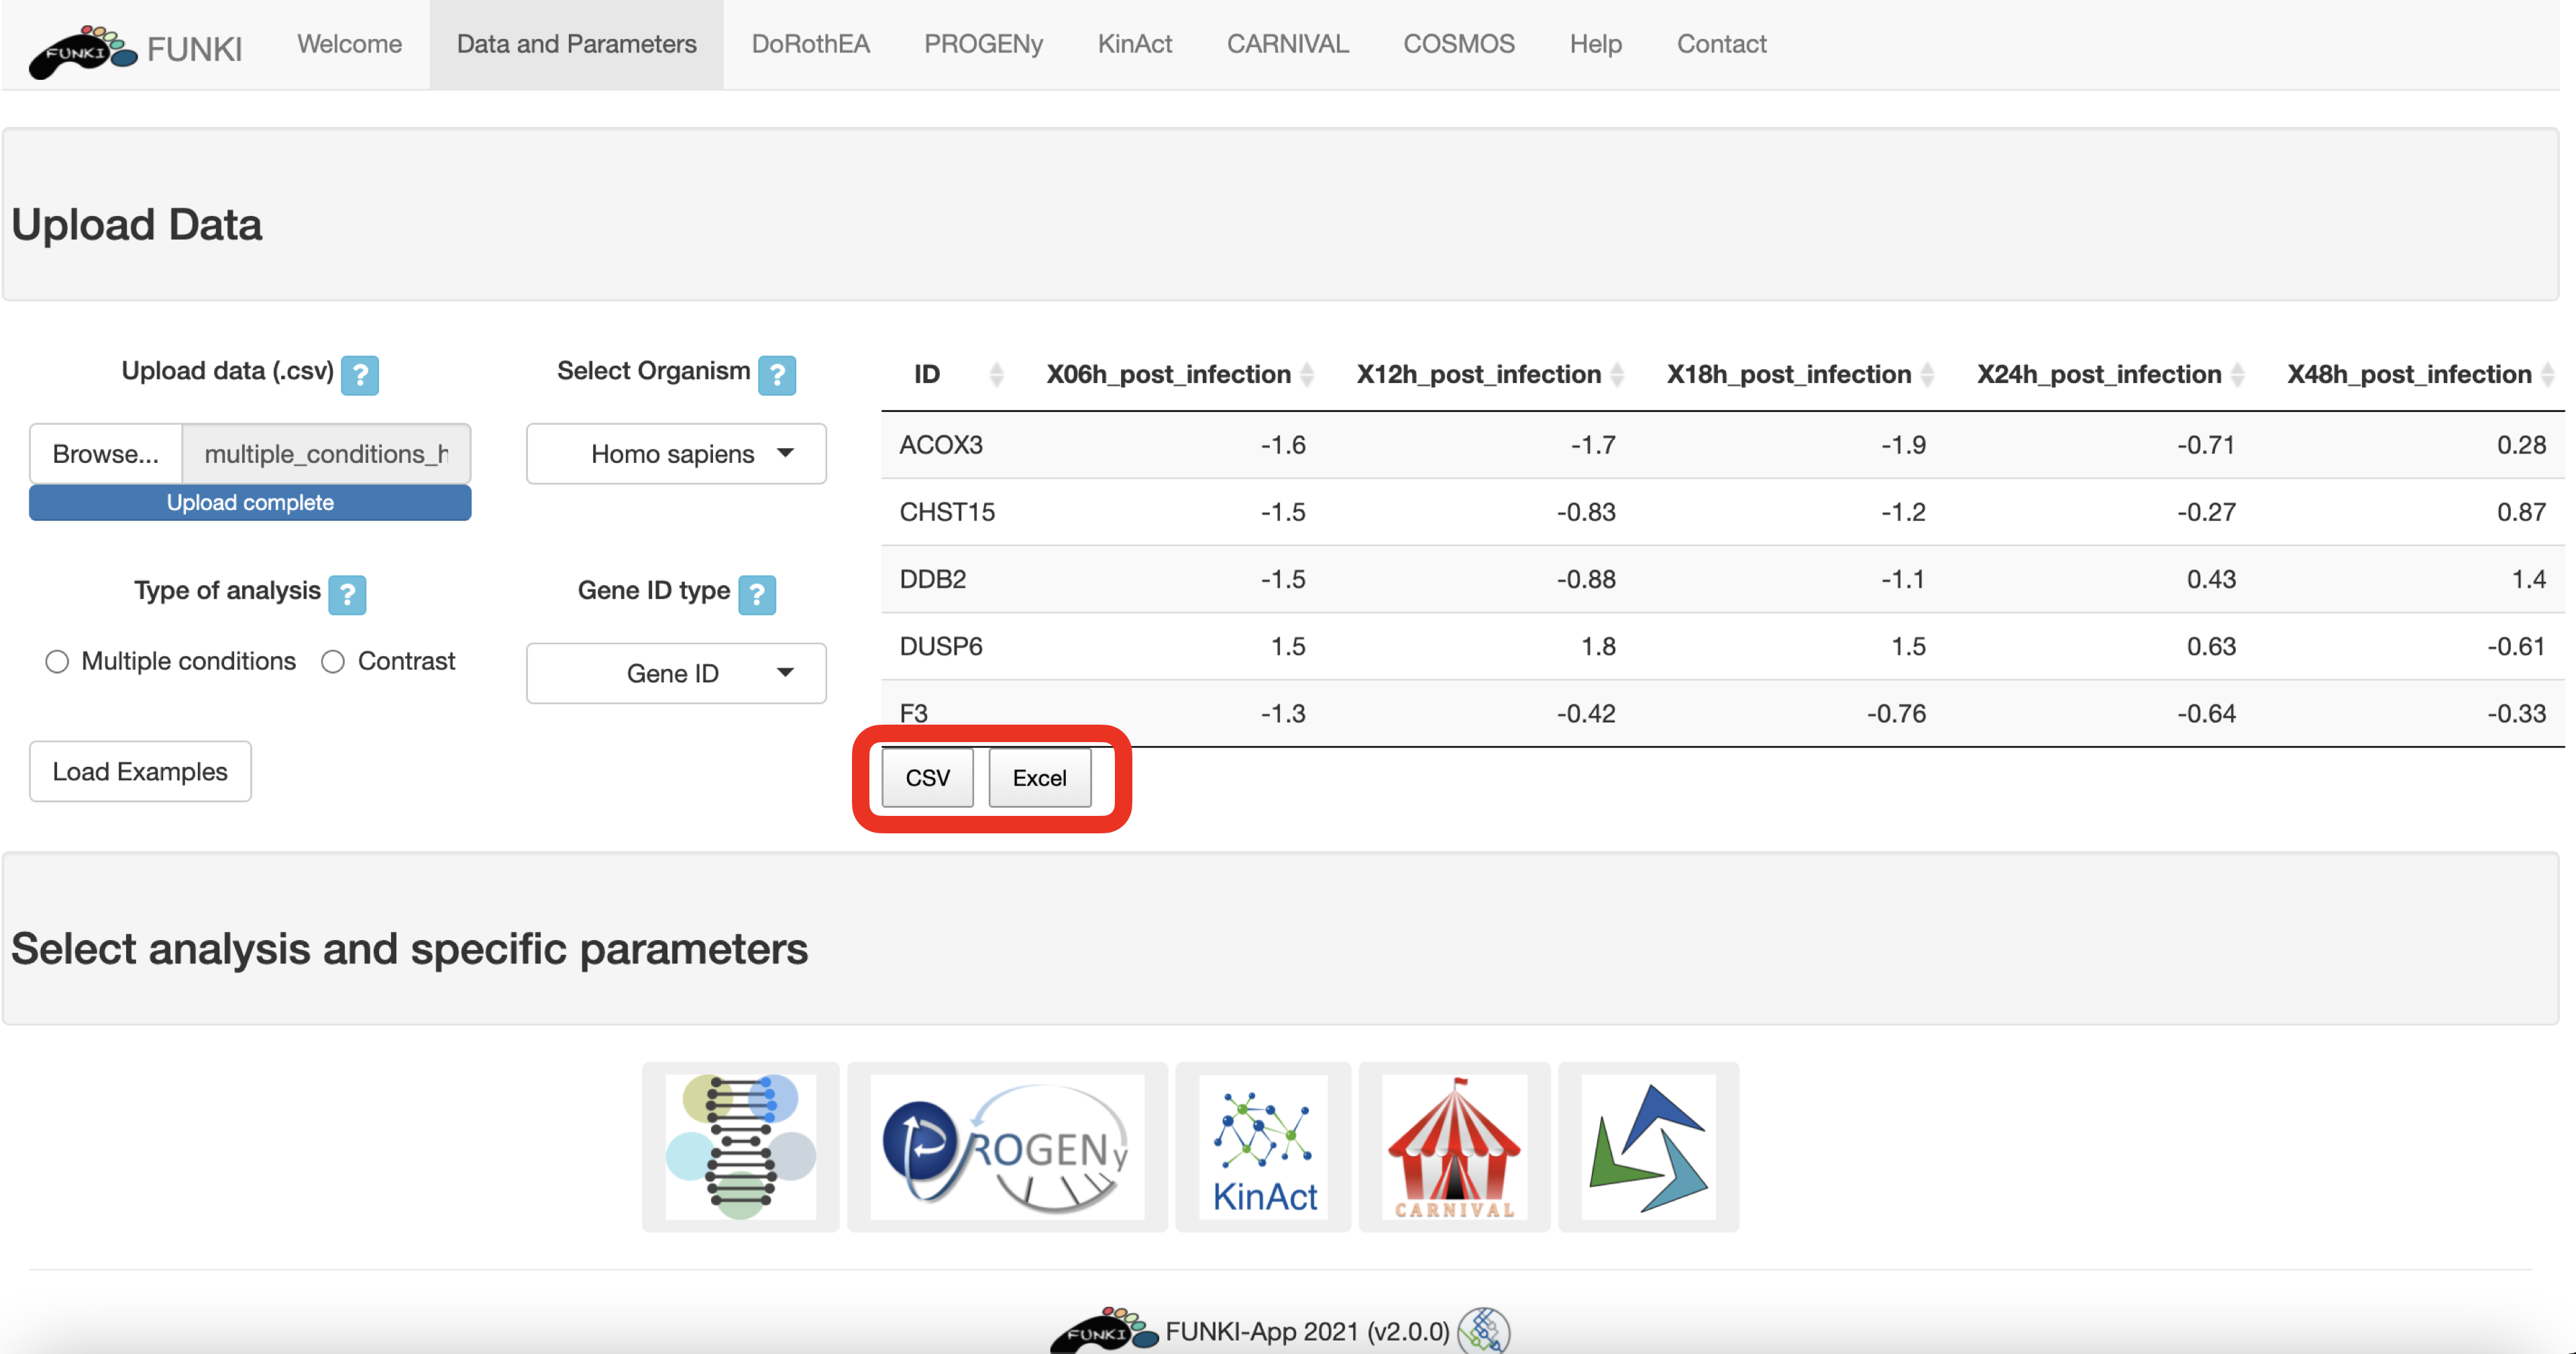 FUNKI FUNKI Welcome Data and Parameters DoRothEA PROGENy KinAct CARNIVAL COSMOS Help Contact
Upload Data
Upload data (.csv) ? Select Organism ?
Browse... multiple_conditions_h Homo sapiens
Upload complete
Type of analysis ? Gene ID type ?
Multiple conditions Contrast Gene ID
Load Examples
ID X06h_post_infection X12h_post_infection X18h_post_infection X24h_post_infection X48h_post_infection
ACOX3 -1.6 -1.7 -1.9 -0.71 0.28
CHST15 -1.5 -0.83 -1.2 -0.27 0.87
DDB2 -1.5 -0.88 -1.1 0.43 1.4
DUSP6 1.5 1.8 1.5 0.63 -0.61
F3 -1.3 -0.42 -0.76 -0.64 -0.33
CSV Excel
Select analysis and specific parameters
PROGENy
KinAct
CARNIVAL
FUNKI FUNKI-App 2021 (v2.0.0)